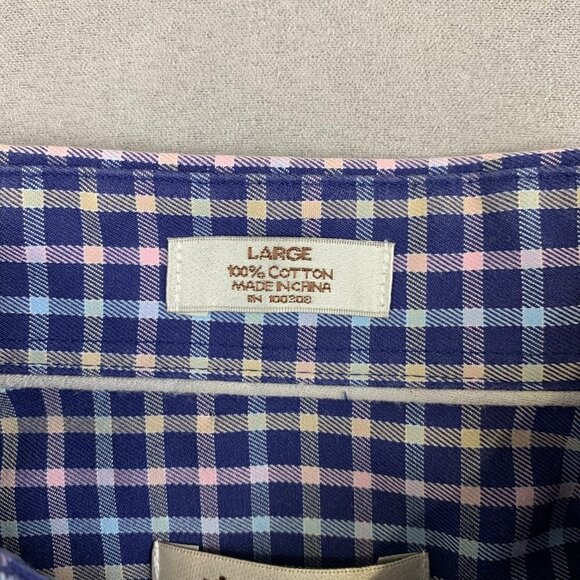 LARGE
100% COTTON
MADE IN CHINA
RN 100308